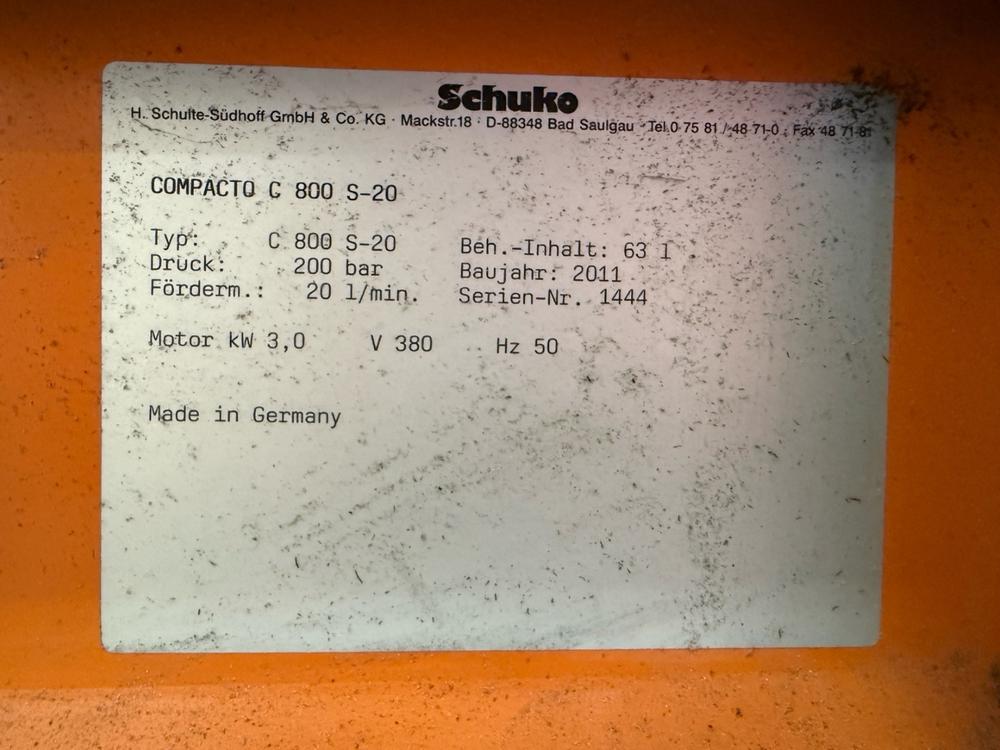 Schuko
H. Schulte-Südhoff GmbH & Co. KG · Mackstr.18 · D-88348 Bad Saulgau · Tel.0 75 81 / 48 71-0 · Fax 48 71-81
COMPACTO C 800 S-20
Typ: C 800 S-20 Beh.-Inhalt: 63 l
Druck: 200 bar Baujahr: 2011
Förderm.: 20 l/min. Serien-Nr. 1444
Motor kW 3,0 V 380 Hz 50
Made in Germany